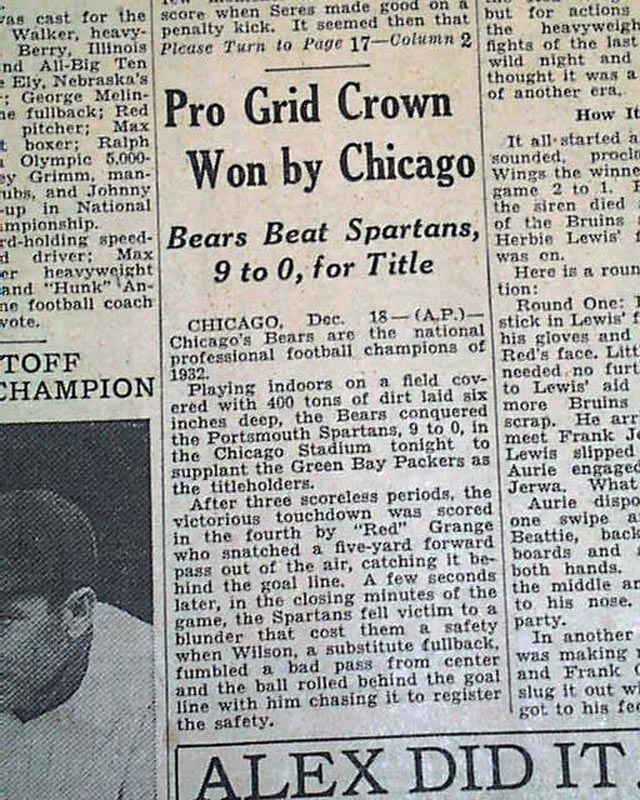 vas cast for the
Walker, heavy-
Berry, Illinois
nd All-Big Ten
e Ely, Nebraska's
; George Melin-
ne fullback; Red
pitcher; Max
t boxer; Ralph
Olympic 5,000-
ey Grimm, man-
ubs, and Johnny
-up in National
mpionship.
rd-holding speed-
d driver; Max
er heavyweight
and "Hunk" An-
ne football coach
vote.
TOFF
CHAMPION
score when Seres made good on a
penalty kick. It seemed then that
Please Turn to Page 17—Column 2
Pro Grid Crown
Won by Chicago
Bears Beat Spartans,
9 to 0, for Title
CHICAGO, Dec. 18—(A.P.)—
Chicago's Bears are the national
professional football champions of
1932.
Playing indoors on a field cov-
ered with 400 tons of dirt laid six
inches deep, the Bears conquered
the Portsmouth Spartans, 9 to 0, in
the Chicago Stadium tonight to
supplant the Green Bay Packers as
the titleholders.
After three scoreless periods, the
victorious touchdown was scored
in the fourth by "Red" Grange
who snatched a five-yard forward
pass out of the air, catching it be-
hind the goal line. A few seconds
later, in the closing minutes of the
game, the Spartans fell victim to a
blunder that cost them a safety
when Wilson, a substitute fullback,
fumbled a bad pass from center
and the ball rolled behind the goal
line with him chasing it to register
the safety.
but for actions
the heavyweigh
fights of the last
wild night and
thought it was a
of another era.
How It
It all started a
sounded, procla
Wings the winne
game 2 to 1.
the siren died
of the Bruins
Herbie Lewis' f
was on.
Here is a roun
tion:
Round One:
stick in Lewis' f
his gloves and
Red's face. Litt
needed no furt
to Lewis' aid
more Bruins
scrap. He arr
meet Frank Je
Lewis slipped
Aurie engaged
Jerwa. What
Aurie dispo
one swipe a
Beattie, back
boards and
both hands.
the middle an
to his nose.
party.
In another
was making
and Frank
slug it out wi
got to his fee
ALEX DID IT